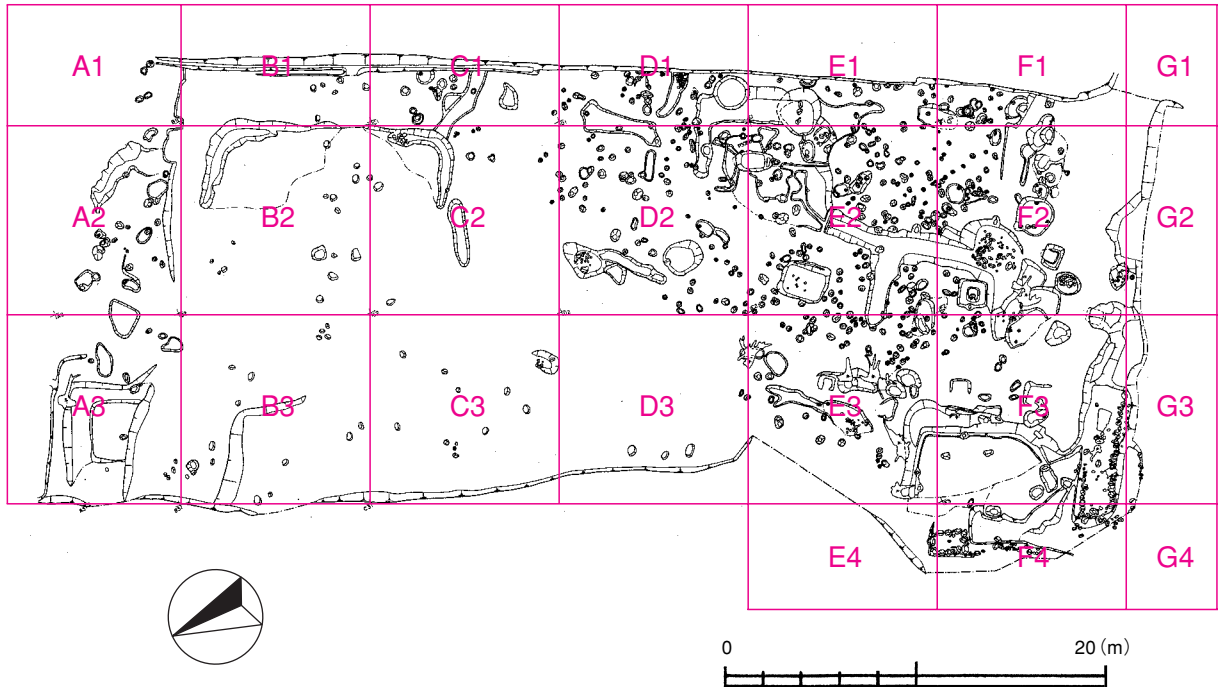 A1 B1 C1 D1 E1 F1 G1
A2 B2 C2 D2 E2 F2 G2
A3 B3 C3 D3 E3 F3 G3
E4 F4 G4
0 20(m)